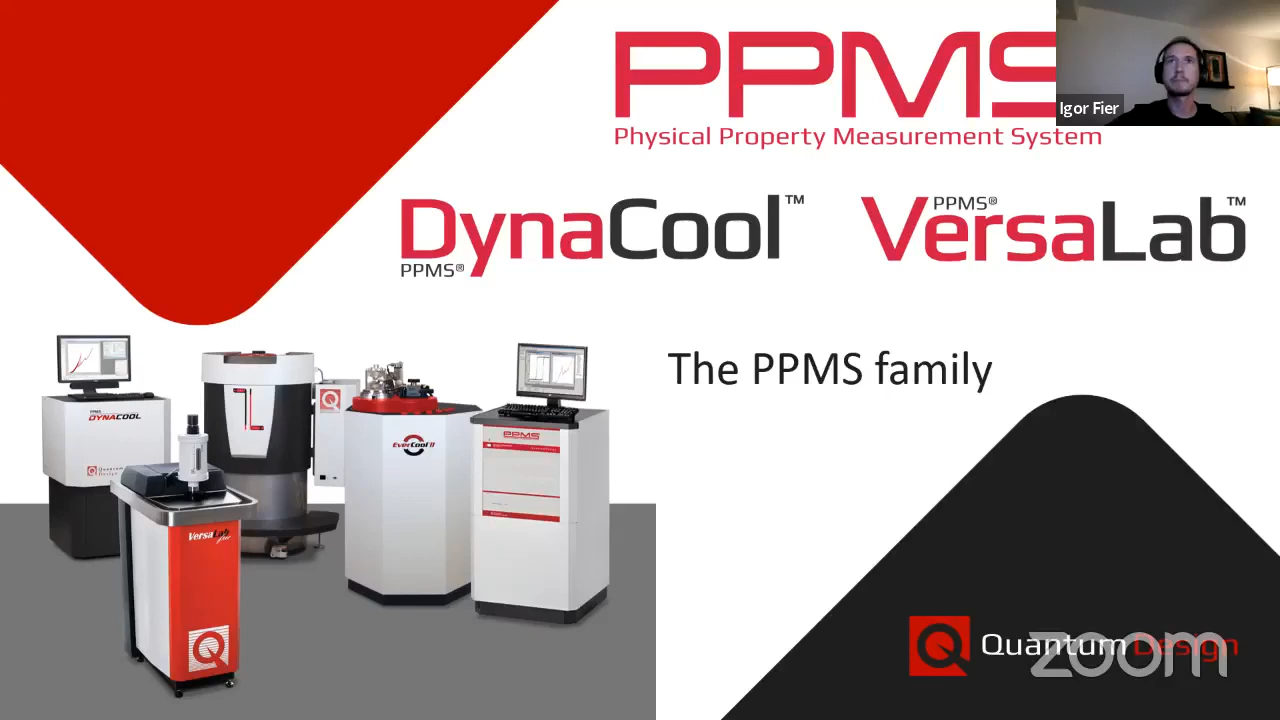 PPMS
Igor Fier
Physical Property Measurement System
DynaCool™
PPMS®
PPMS®
VersaLab™
The PPMS family
PPMS
DYNACOOL
Quantum
Design
EverCool II
PPMS
VersaLab
Quantum Design
zoom